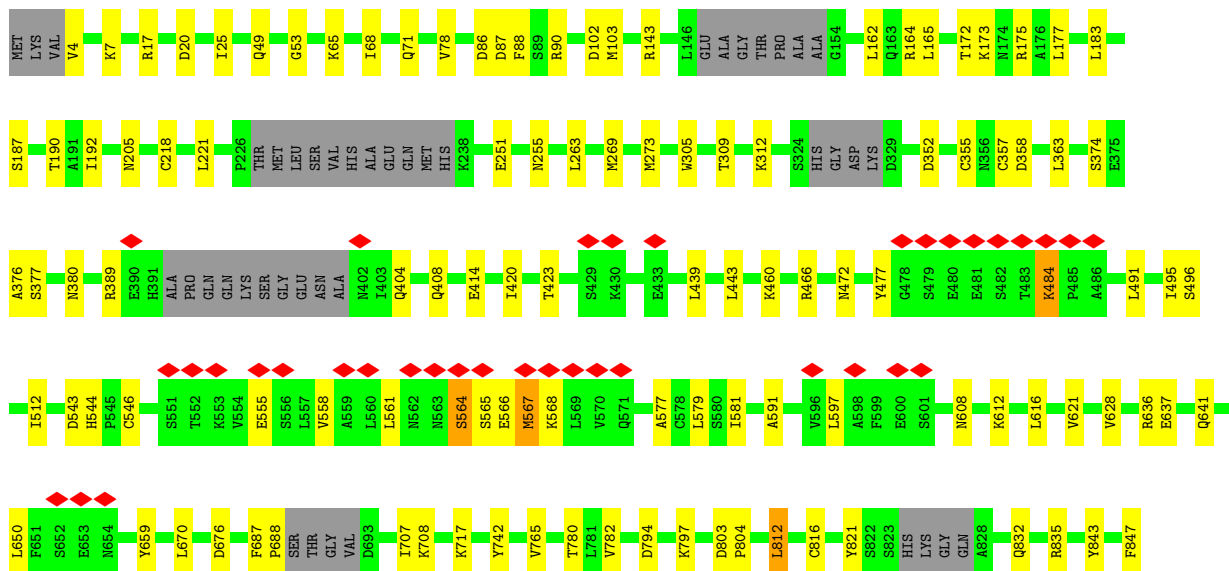 MET LYS VAL V4 K7 R17 D20 I25 Q49 G53 K65 I68 Q71 V78 D86 D87 F88 S89 R90 D102 M103 R143 L146 GLU ALA GLY THR PRO ALA ALA G154 L162 Q163 R164 L165 T172 K173 N174 R175 A176 L177 L183
S187 T190 A191 I192 N205 C218 L221 P226 THR MET LEU SER VAL HIS ALA GLU GLN MET HIS K238 E251 N255 L263 M269 M273 W305 T309 K312 S324 HIS GLY ASP LYS D329 D352 C355 N356 C357 D358 L363 S374 E375
A376 S377 N380 R389 E390 H391 ALA PRO GLN GLN LYS SER GLY GLU ASN ALA N402 I403 Q404 Q408 E414 I420 T423 S429 K430 E433 L439 L443 K460 R466 N472 Y477 G478 S479 E480 E481 S482 T483 K484 P485 A486 L491 I495 S496
I512 D543 H544 P545 C546 S551 T552 K553 V554 E555 S556 L557 V558 A559 L560 L561 N562 N563 S564 S565 E566 M567 K568 L569 V570 Q571 A577 C578 L579 S580 I581 A591 V596 L597 A598 F599 E600 S601 N608 K612 L616 V621 V628 R636 E637 Q641
L650 F651 S652 E653 N654 Y659 L670 D676 F687 P688 SER THR GLY VAL D693 I707 K708 K717 Y742 V765 T780 L781 V782 D794 K797 D803 P804 L812 C816 Y821 S822 S823 HIS LYS GLY GLN A828 Q832 R835 Y843 F847